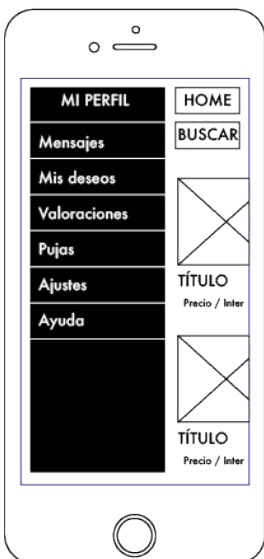 MI PERFIL
Mensajes
Mis deseos
Valoraciones
Pujas
Ajustes
Ayuda
HOME
BUSCAR
TÍTULO
Precio / Inter
TÍTULO
Precio / Inter